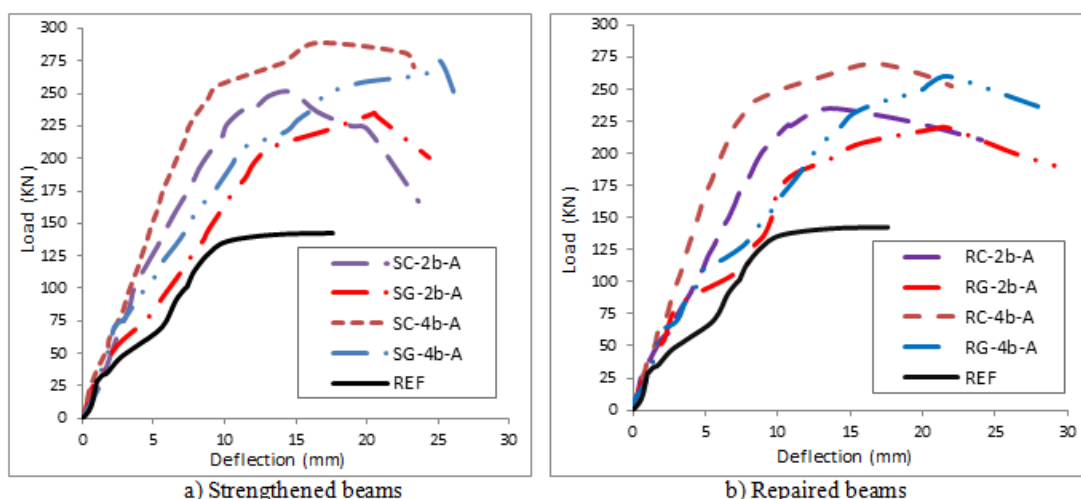 300
275
250
225
200
175
150
125
100
75
50
25
0
Load (KN)
0 5 10 15 20 25 30
Deflection (mm)
SC-2b-A
SG-2b-A
SC-4b-A
SG-4b-A
REF
a) Strengthened beams
300
275
250
225
200
175
150
125
100
75
50
25
0
Load (KN)
0 5 10 15 20 25 30
Deflection (mm)
RC-2b-A
RG-2b-A
RC-4b-A
RG-4b-A
REF
b) Repaired beams